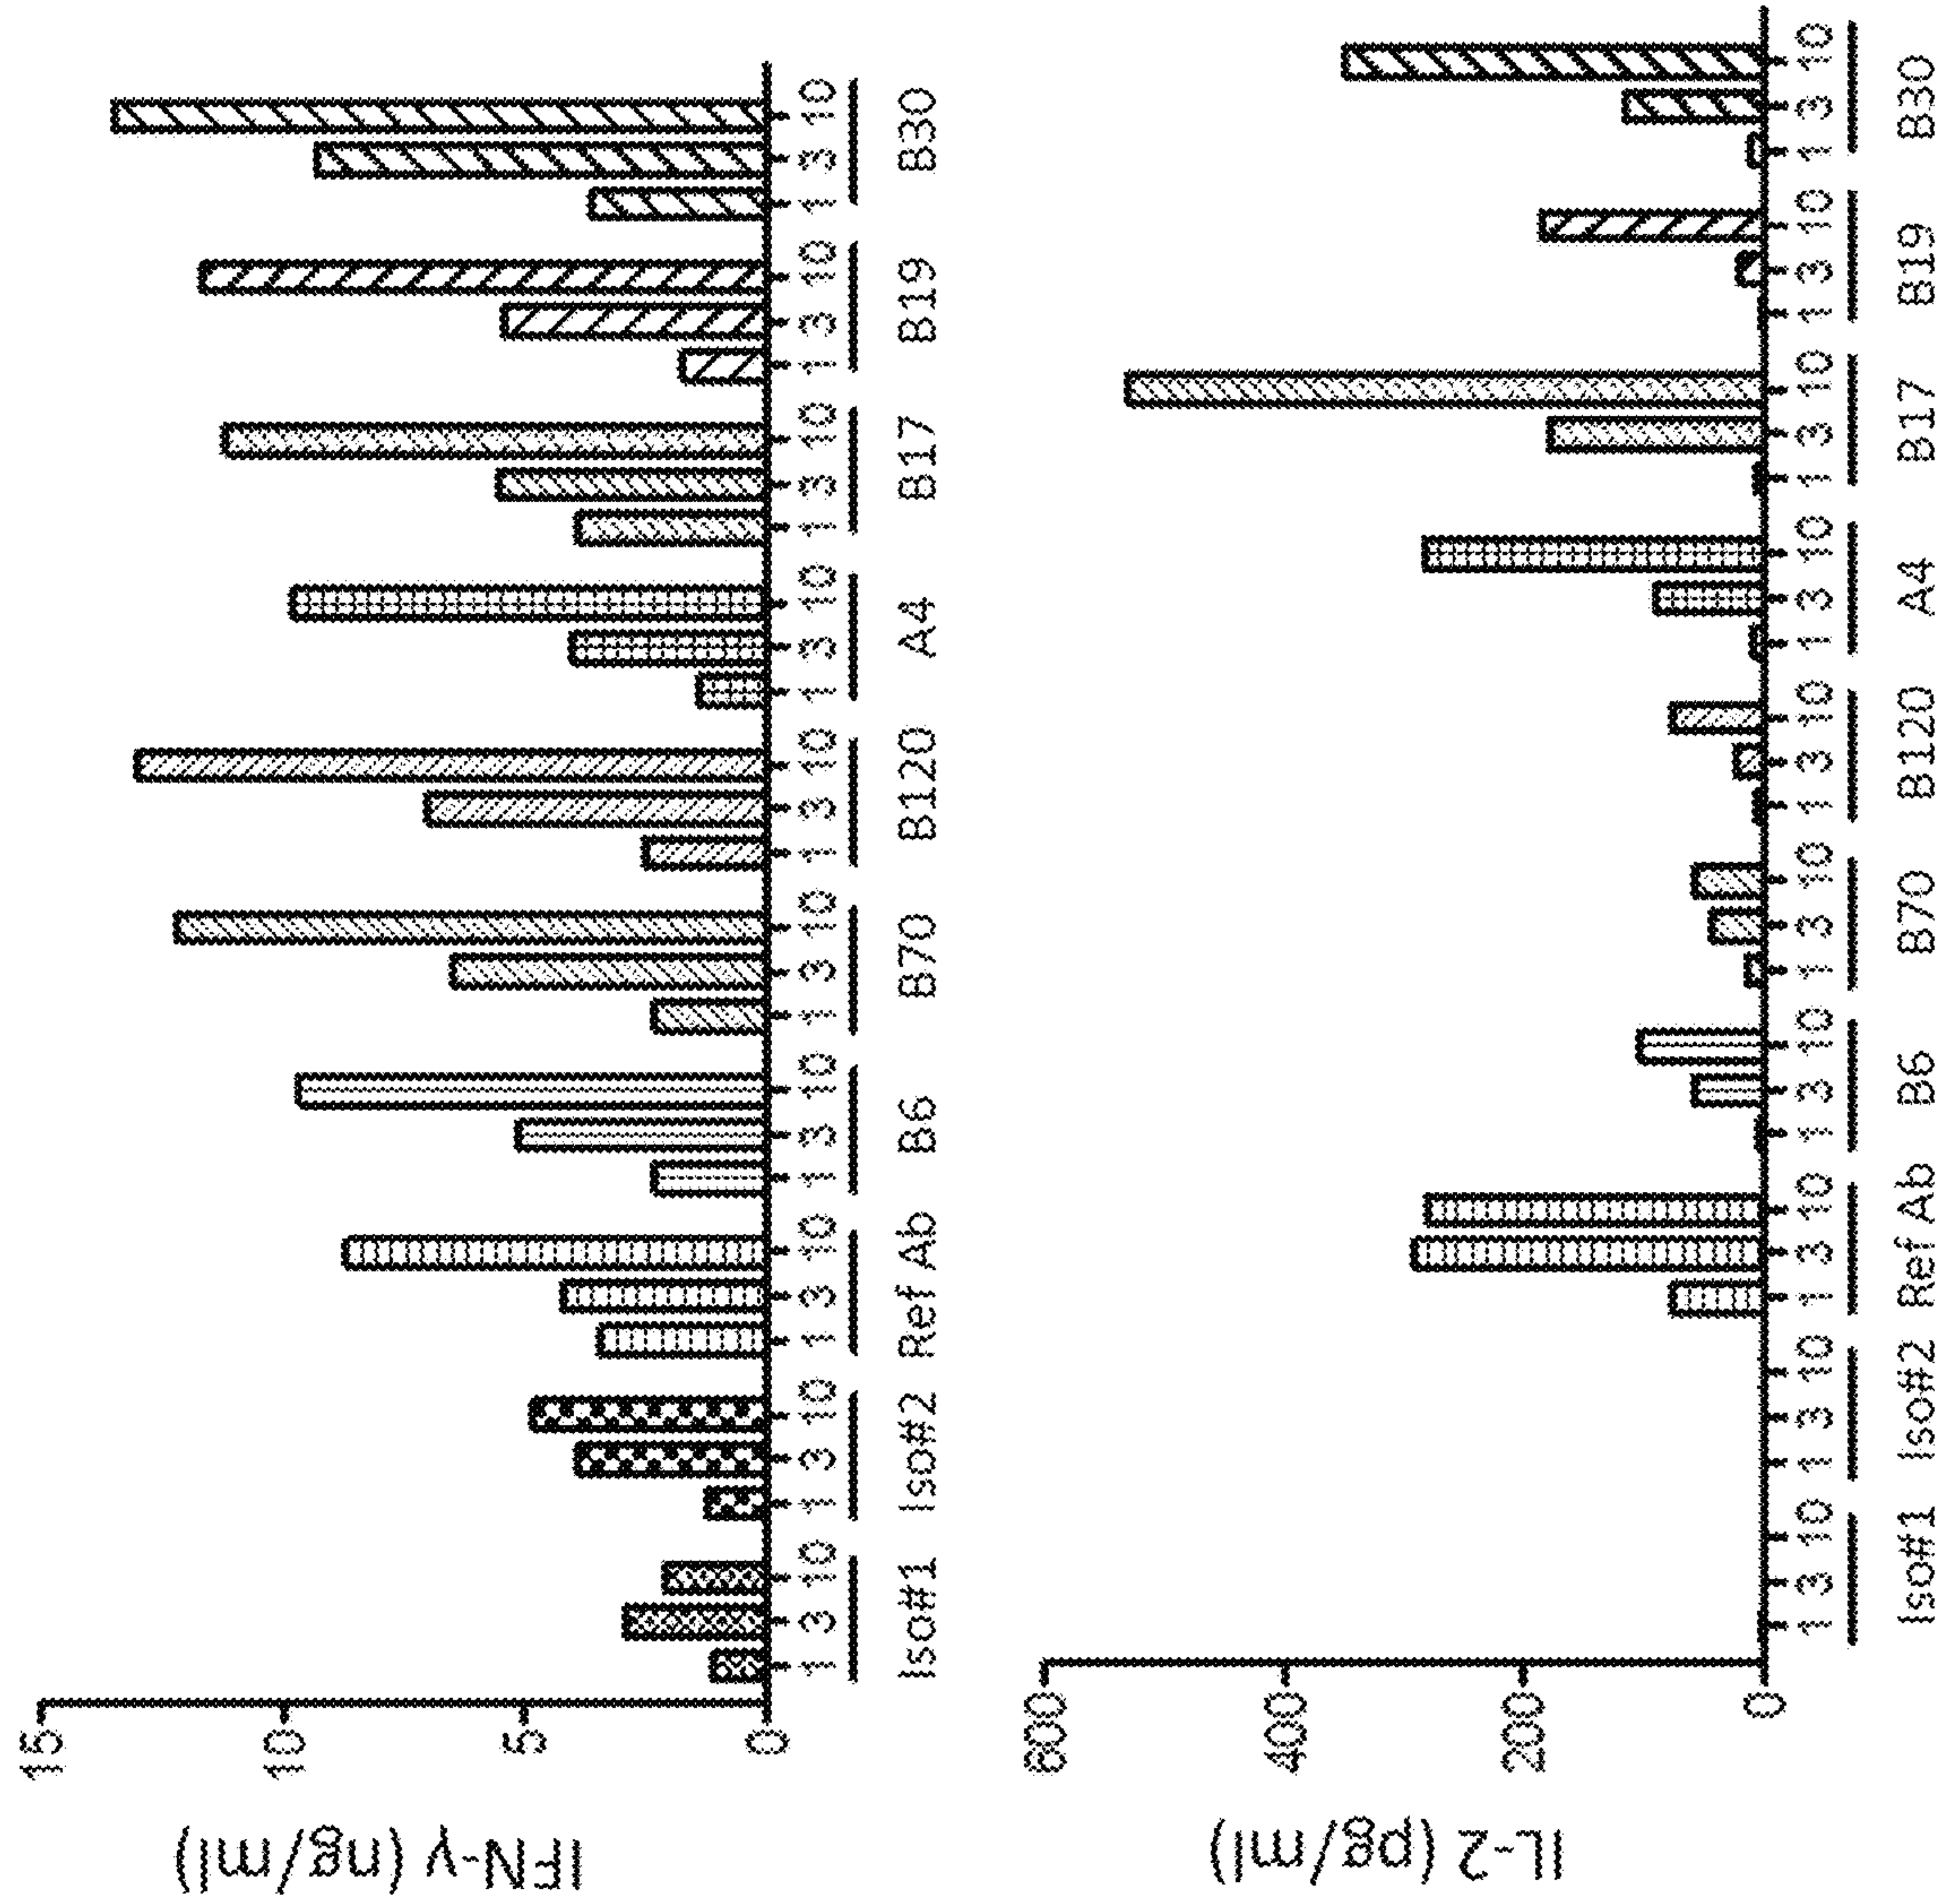 IFN-γ (ng/ml)
15
10
5
0
1 3 10 1 3 10 1 3 10 1 3 10 1 3 10 1 3 10 1 3 10 1 3 10 1 3 10 1 3 10
Iso#1 Iso#2 Ref Ab B6 B70 B120 A4 B17 B19 B30
IL-2 (pg/ml)
600
400
200
0
1 3 10 1 3 10 1 3 10 1 3 10 1 3 10 1 3 10 1 3 10 1 3 10 1 3 10 1 3 10
Iso#1 Iso#2 Ref Ab B6 B70 B120 A4 B17 B19 B30